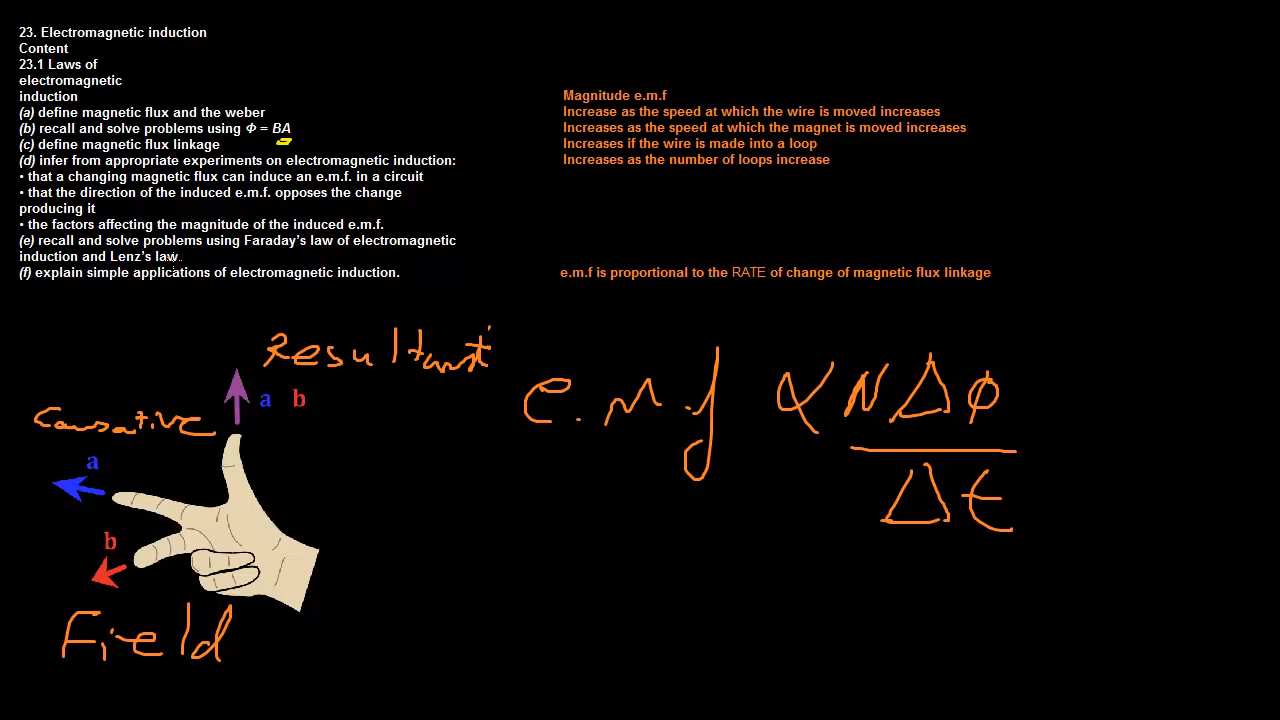 23. Electromagnetic induction
Content
23.1 Laws of
electromagnetic
induction
(a) define magnetic flux and the weber
(b) recall and solve problems using Φ = BA
(c) define magnetic flux linkage
(d) infer from appropriate experiments on electromagnetic induction:
• that a changing magnetic flux can induce an e.m.f. in a circuit
• that the direction of the induced e.m.f. opposes the change
producing it
• the factors affecting the magnitude of the induced e.m.f.
(e) recall and solve problems using Faraday's law of electromagnetic
induction and Lenz's law.
(f) explain simple applications of electromagnetic induction.
Magnitude e.m.f
Increase as the speed at which the wire is moved increases
Increases as the speed at which the magnet is moved increases
Increases if the wire is made into a loop
Increases as the number of loops increase
e.m.f is proportional to the RATE of change of magnetic flux linkage
Resultant
a b
Causative
a
b
Field
e.m.f ∝ NΔϕ
Δt